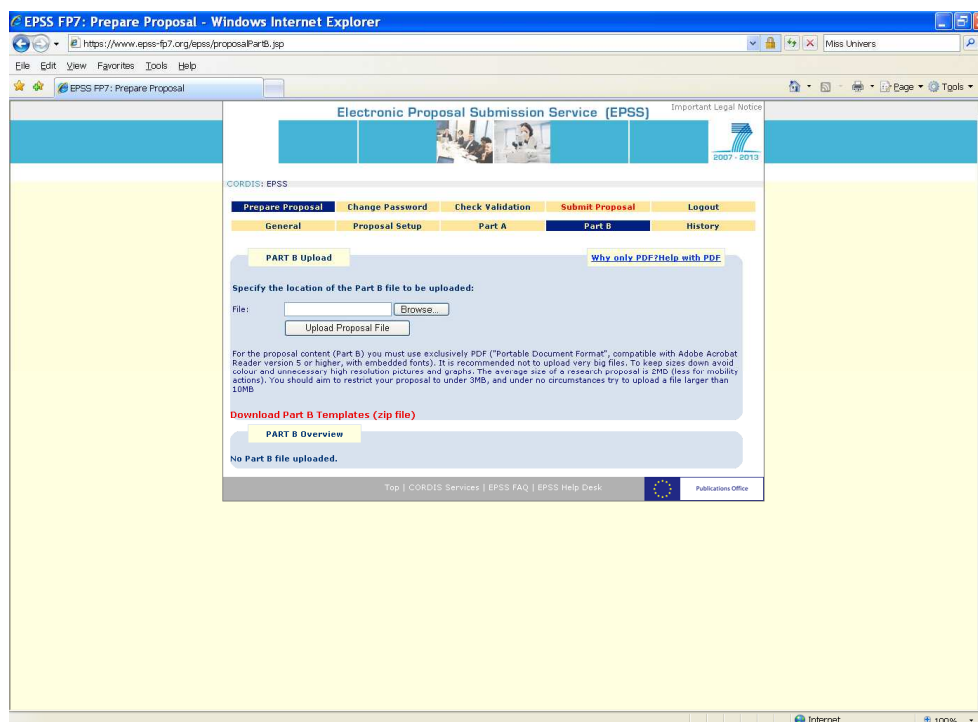 EPSS FP7: Prepare Proposal - Windows Internet Explorer
https://www.epss-fp7.org/epss/proposalPartB.jsp
Miss Univers
File Edit View Favorites Tools Help
EPSS FP7: Prepare Proposal
Page Tools
Electronic Proposal Submission Service (EPSS)
Important Legal Notice
2007 - 2013
CORDIS: EPSS
Prepare Proposal Change Password Check Validation Submit Proposal Logout
General Proposal Setup Part A Part B History
PART B Upload
Why only PDF?Help with PDF
Specify the location of the Part B file to be uploaded:
File: Browse...
Upload Proposal File
For the proposal content (Part B) you must use exclusively PDF ("Portable Document Format", compatible with Adobe Acrobat
Reader version 5 or higher, with embedded fonts). It is recommended not to upload very big files. To keep sizes down avoid
colour and unnecessary high resolution pictures and graphs. The average size of a research proposal is 2MB (less for mobility
actions). You should aim to restrict your proposal to under 3MB, and under no circumstances try to upload a file larger than
10MB
Download Part B Templates (zip file)
PART B Overview
No Part B file uploaded.
Top | CORDIS Services | EPSS FAQ | EPSS Help Desk
Publications Office
Internet
100%